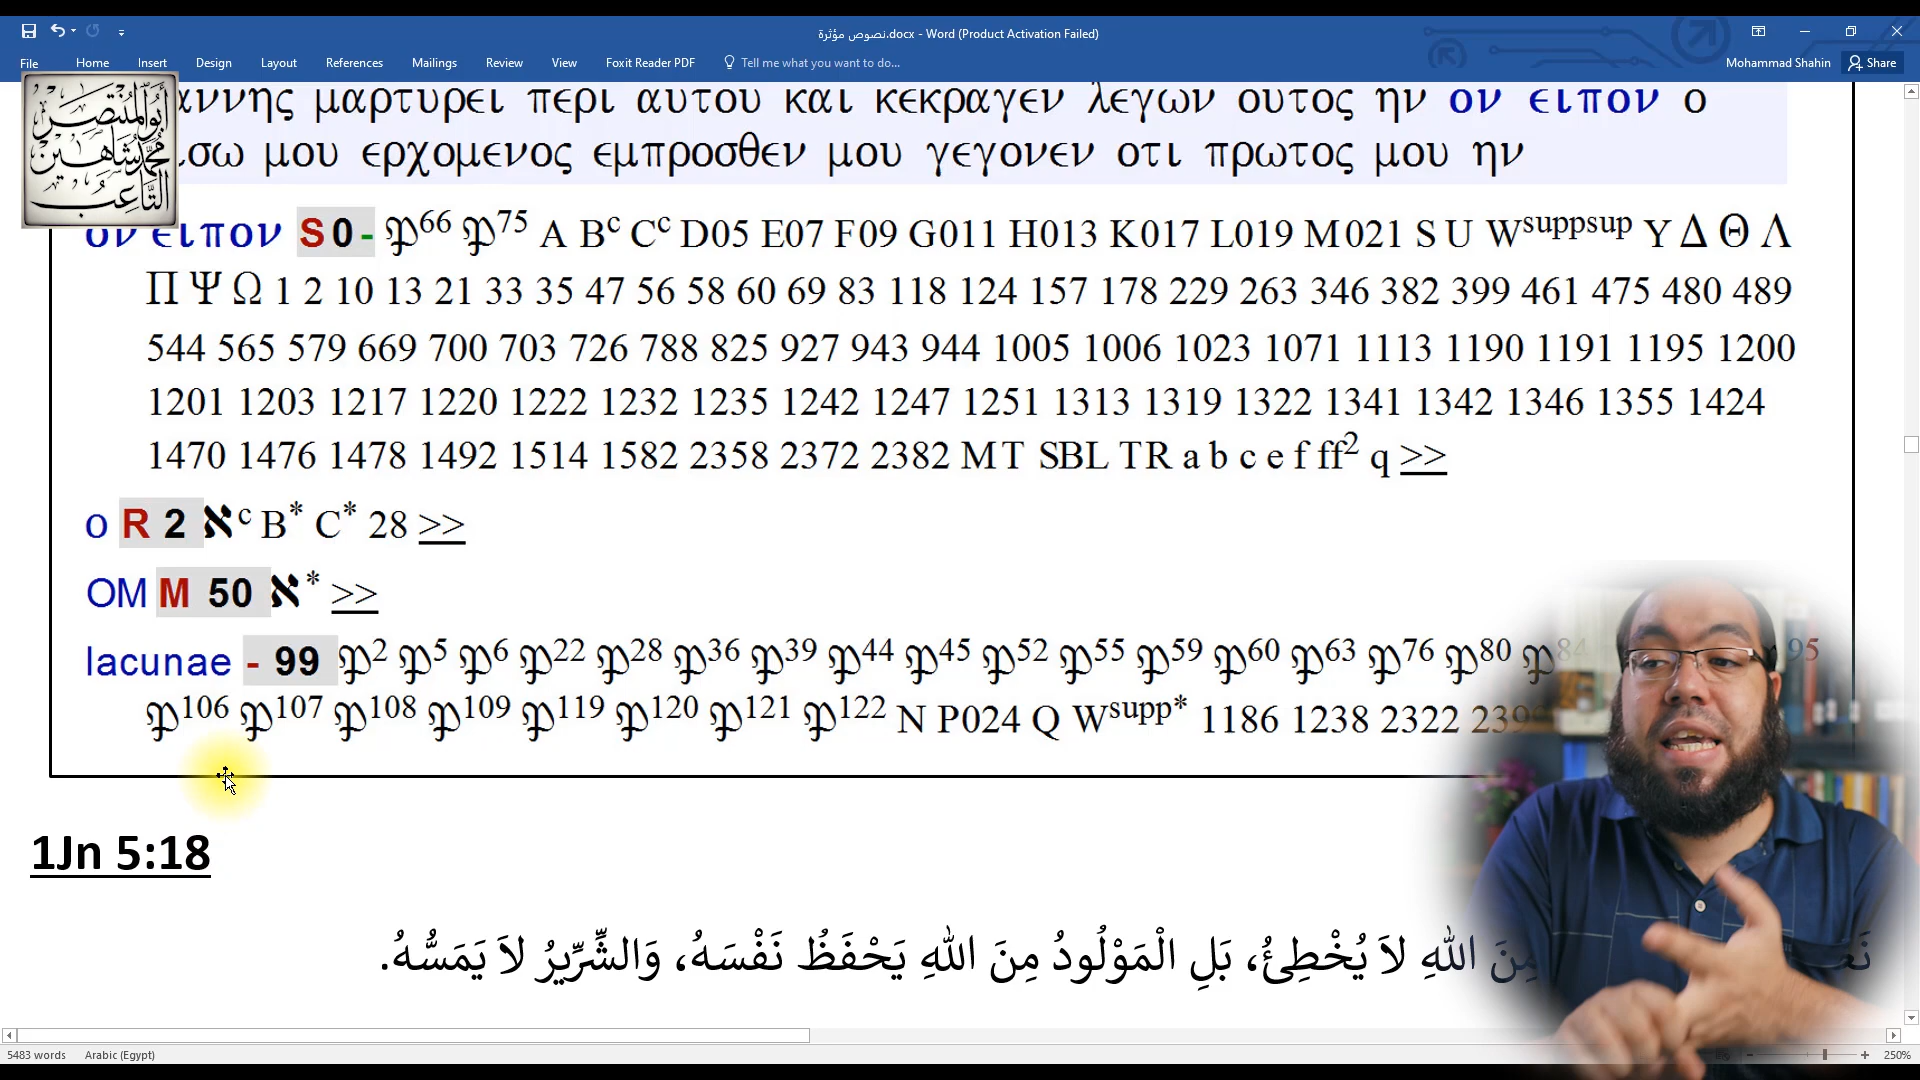 نصوص مؤثرة.docx - Word (Product Activation Failed)
File Home Insert Design Layout References Mailings Review View Foxit Reader PDF Tell me what you want to do... Mohammad Shahin Share
أبو المنتصر
محمد شاهين
التاعب
αννης μαρτυρει περι αυτου και κεκραγεν λεγων ουτος ην ον ειπον ο
ισω μου ερχομενος εμπροσθεν μου γεγονεν οτι πρωτος μου ην
ον ειπον S 0 - 𝔓66 𝔓75 A Bc Cc D05 E07 F09 G011 H013 K017 L019 M021 S U Wsuppsup Y Δ Θ Λ
Π Ψ Ω 1 2 10 13 21 33 35 47 56 58 60 69 83 118 124 157 178 229 263 346 382 399 461 475 480 489
544 565 579 669 700 703 726 788 825 927 943 944 1005 1006 1023 1071 1113 1190 1191 1195 1200
1201 1203 1217 1220 1222 1232 1235 1242 1247 1251 1313 1319 1322 1341 1342 1346 1355 1424
1470 1476 1478 1492 1514 1582 2358 2372 2382 MT SBL TR a b c e f ff2 q >>
ο R 2 ℵc B* C* 28 >>
OM M 50 ℵ* >>
lacunae - 99 𝔓2 𝔓5 𝔓6 𝔓22 𝔓28 𝔓36 𝔓39 𝔓44 𝔓45 𝔓52 𝔓55 𝔓59 𝔓60 𝔓63 𝔓76 𝔓80 𝔓84 95
𝔓106 𝔓107 𝔓108 𝔓109 𝔓119 𝔓120 𝔓121 𝔓122 N P024 Q Wsupp* 1186 1238 2322
1Jn 5:18
مِنَ اللهِ لاَ يُخْطِئُ، بَلِ الْمَوْلُودُ مِنَ اللهِ يَحْفَظُ نَفْسَهُ، وَالشِّرِّيرُ لاَ يَمَسُّهُ.
5483 words Arabic (Egypt) 250%